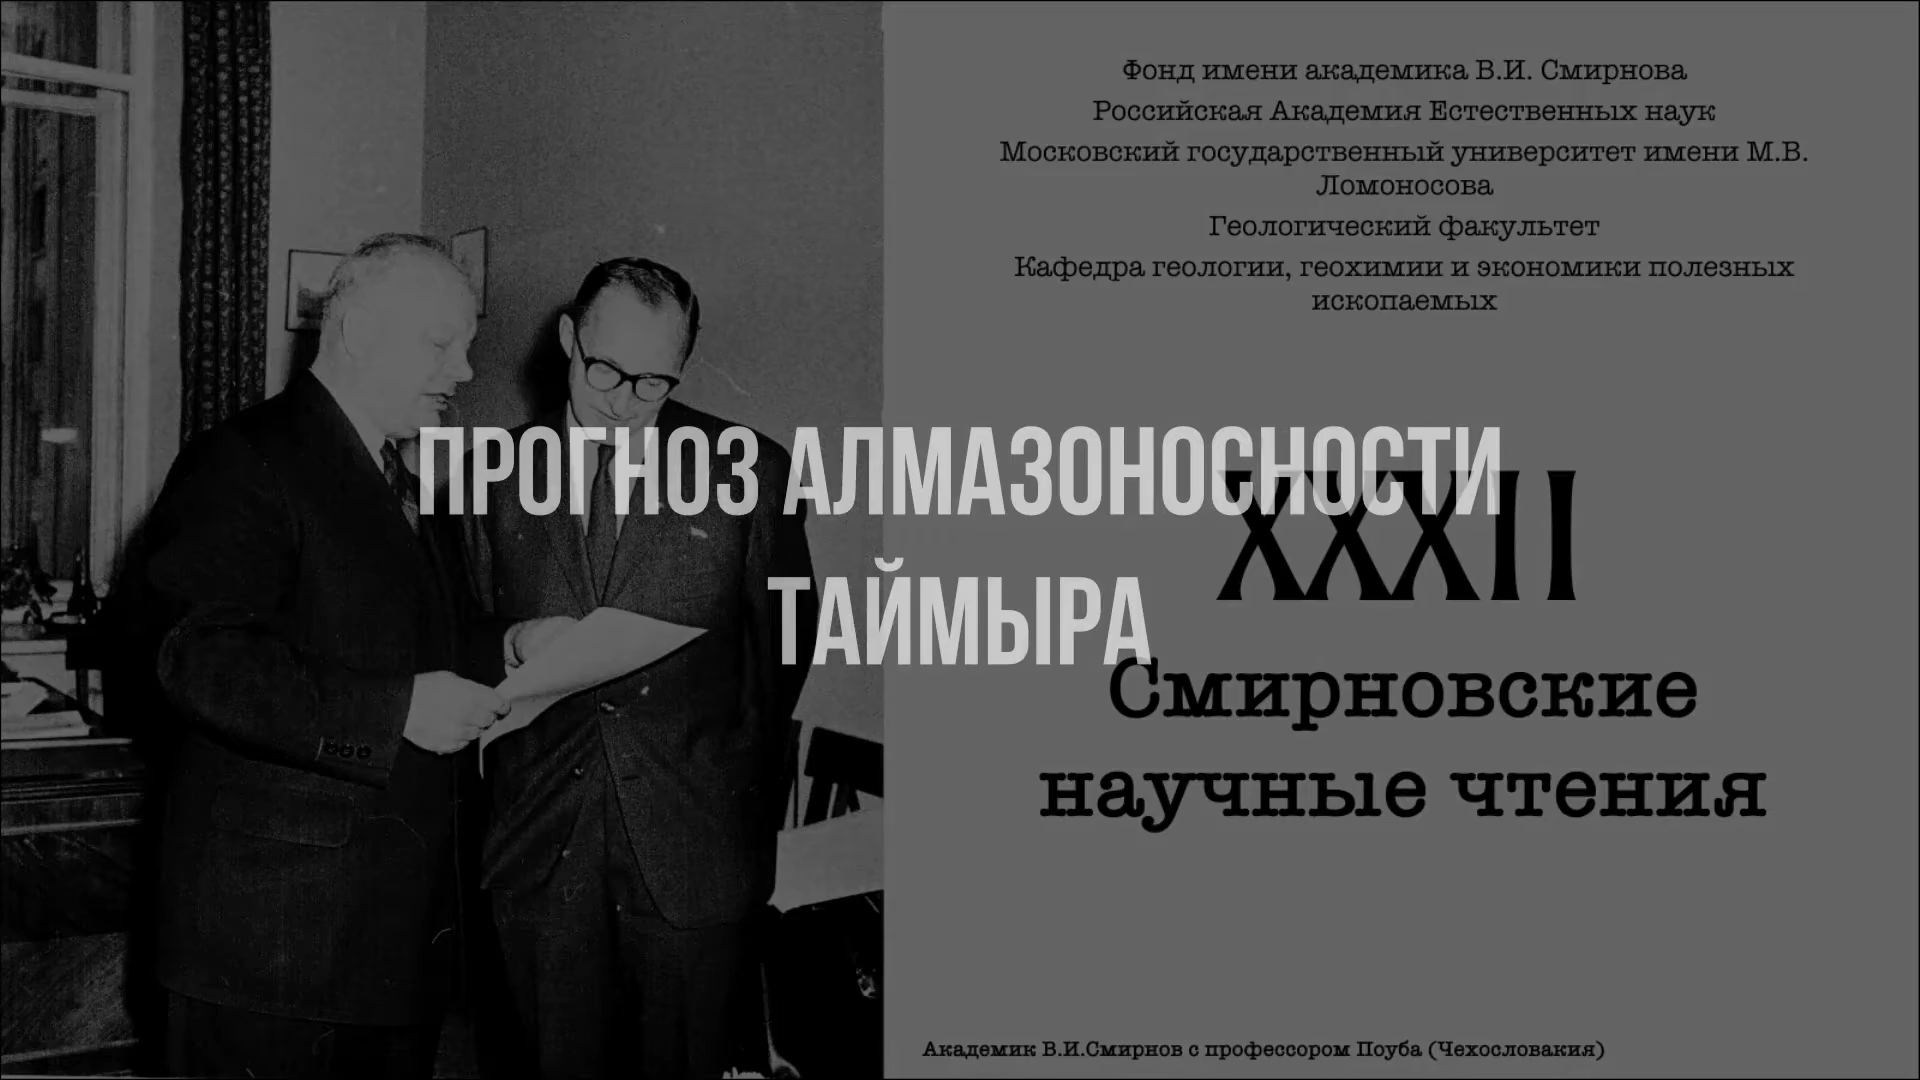 Фонд имени академика В.И. Смирнова
Российская Академия Естественных наук
Московский государственный университет имени М.В.
Ломоносова
Геологический факультет
Кафедра геологии, геохимии и экономики полезных
ископаемых
ПРОГНОЗ АЛМАЗОНОСНОСТИ
ТАЙМЫРА
XXXII
Смирновские
научные чтения
Академик В.И.Смирнов с профессором Поуба (Чехословакия)